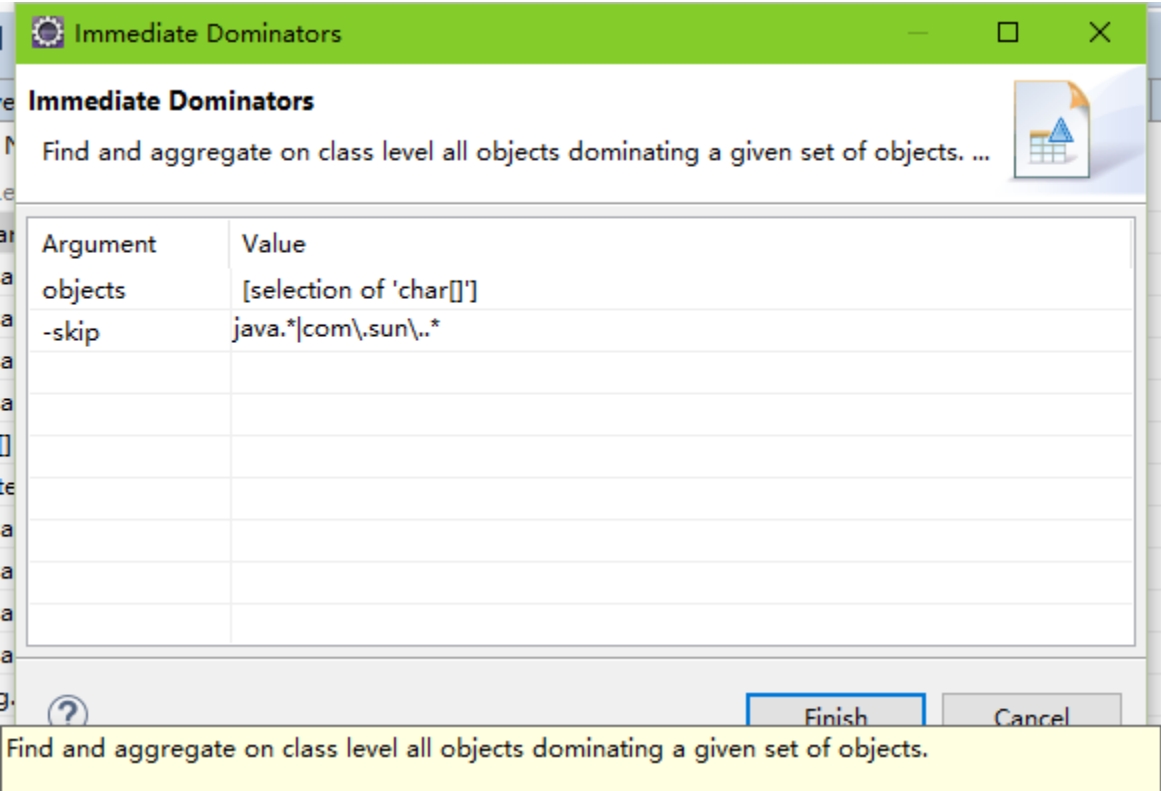 Immediate Dominators
Immediate Dominators
Find and aggregate on class level all objects dominating a given set of objects. ...
Argument Value
objects [selection of 'char[]']
-skip java.*|com\.sun\..*
?
Finish Cancel
Find and aggregate on class level all objects dominating a given set of objects.